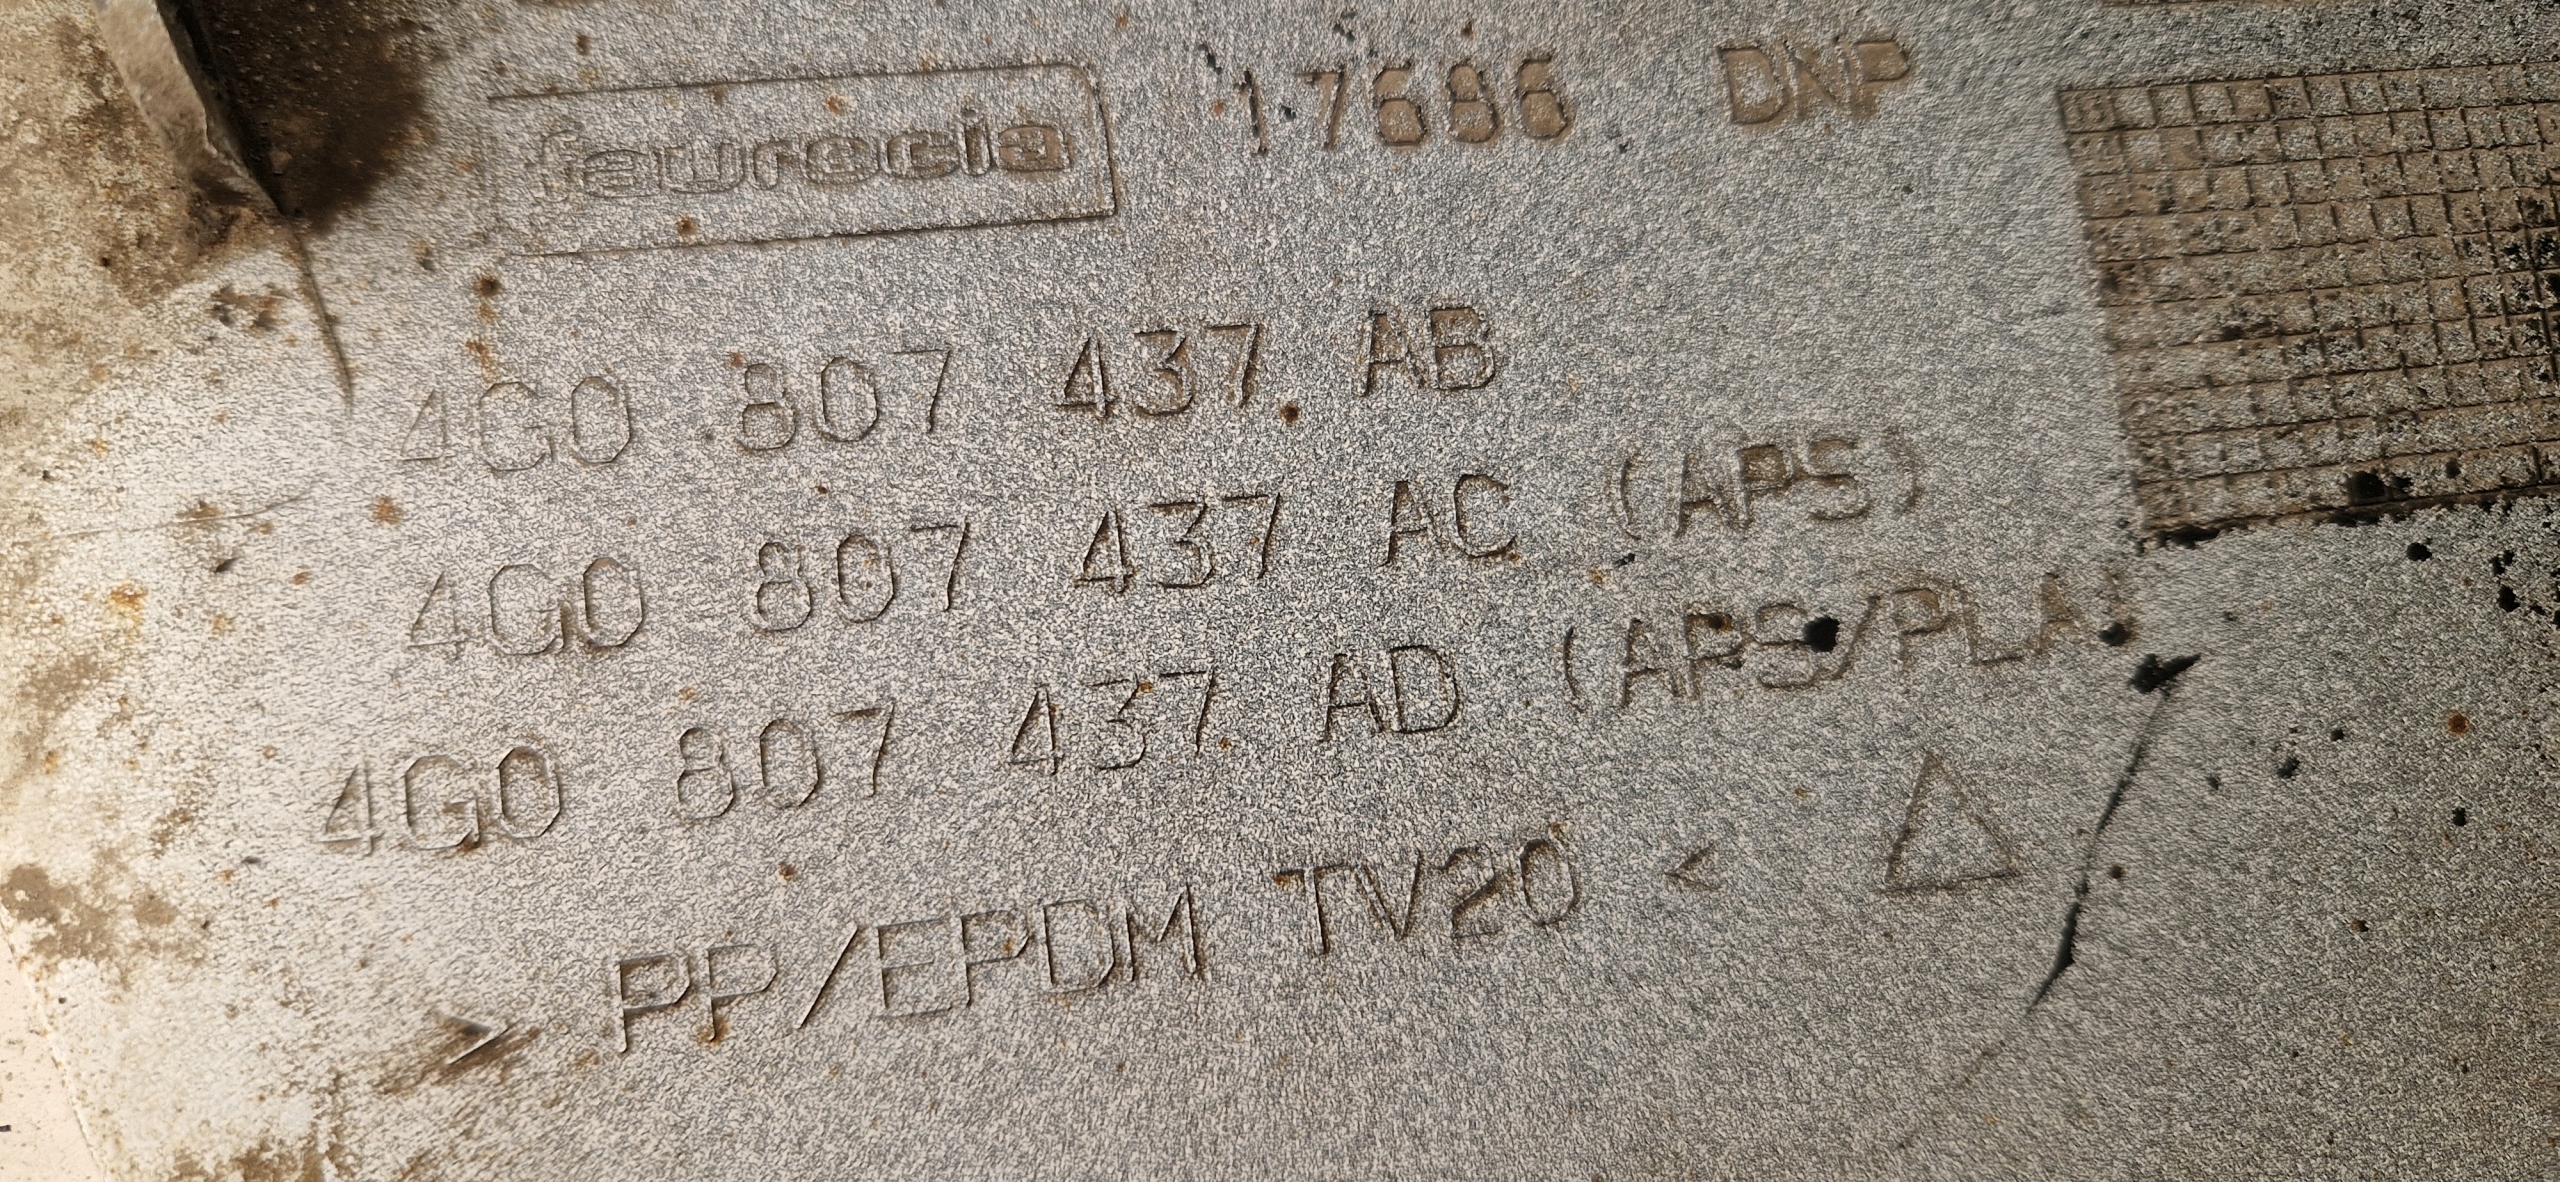 faurecia 17686 DNP
4G0 807 437 AB
4G0 807 437 AC (APS)
4G0 807 437 AD (APS/PLA)
> PP/EPDM TV20 <